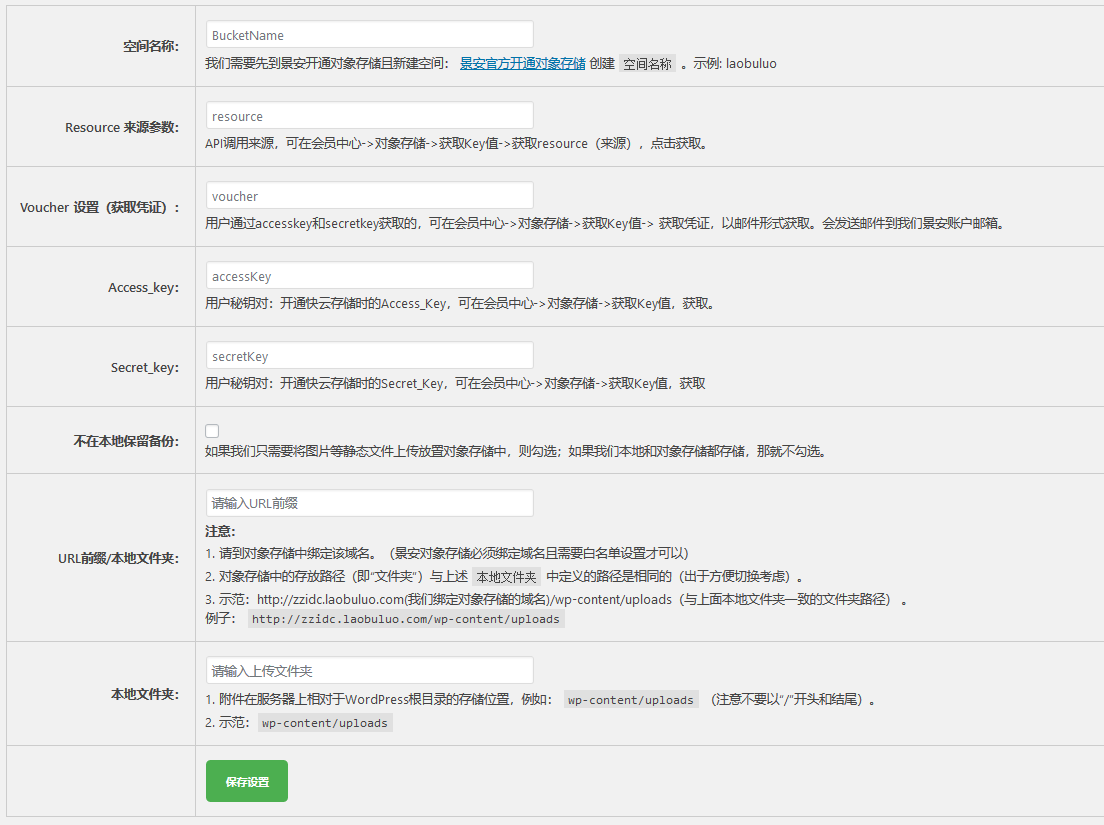 空间名称:
BucketName
我们需要先到景安开通对象存储且新建空间： 景安官方开通对象存储 创建 空间名称 。示例: laobuluo
Resource 来源参数:
resource
API调用来源，可在会员中心->对象存储->获取Key值->获取resource（来源），点击获取。
Voucher 设置（获取凭证）:
voucher
用户通过accesskey和secretkey获取的，可在会员中心->对象存储->获取Key值-> 获取凭证，以邮件形式获取。会发送邮件到我们景安账户邮箱。
Access_key:
accessKey
用户秘钥对：开通快云存储时的Access_Key，可在会员中心->对象存储->获取Key值，获取。
Secret_key:
secretKey
用户秘钥对：开通快云存储时的Secret_Key，可在会员中心->对象存储->获取Key值，获取
不在本地保留备份:
如果我们只需要将图片等静态文件上传放置对象存储中，则勾选；如果我们本地和对象存储都存储，那就不勾选。
URL前缀/本地文件夹:
请输入URL前缀
注意:
1. 请到对象存储中绑定该域名。（景安对象存储必须绑定域名且需要白名单设置才可以）
2. 对象存储中的存放路径（即“文件夹”）与上述 本地文件夹 中定义的路径是相同的（出于方便切换考虑）。
3. 示范：http://zzidc.laobuluo.com(我们绑定对象存储的域名)/wp-content/uploads（与上面本地文件夹一致的文件夹路径） 。
例子： http://zzidc.laobuluo.com/wp-content/uploads
本地文件夹:
请输入上传文件夹
1. 附件在服务器上相对于WordPress根目录的存储位置，例如： wp-content/uploads （注意不要以“/”开头和结尾）。
2. 示范：wp-content/uploads
保存设置